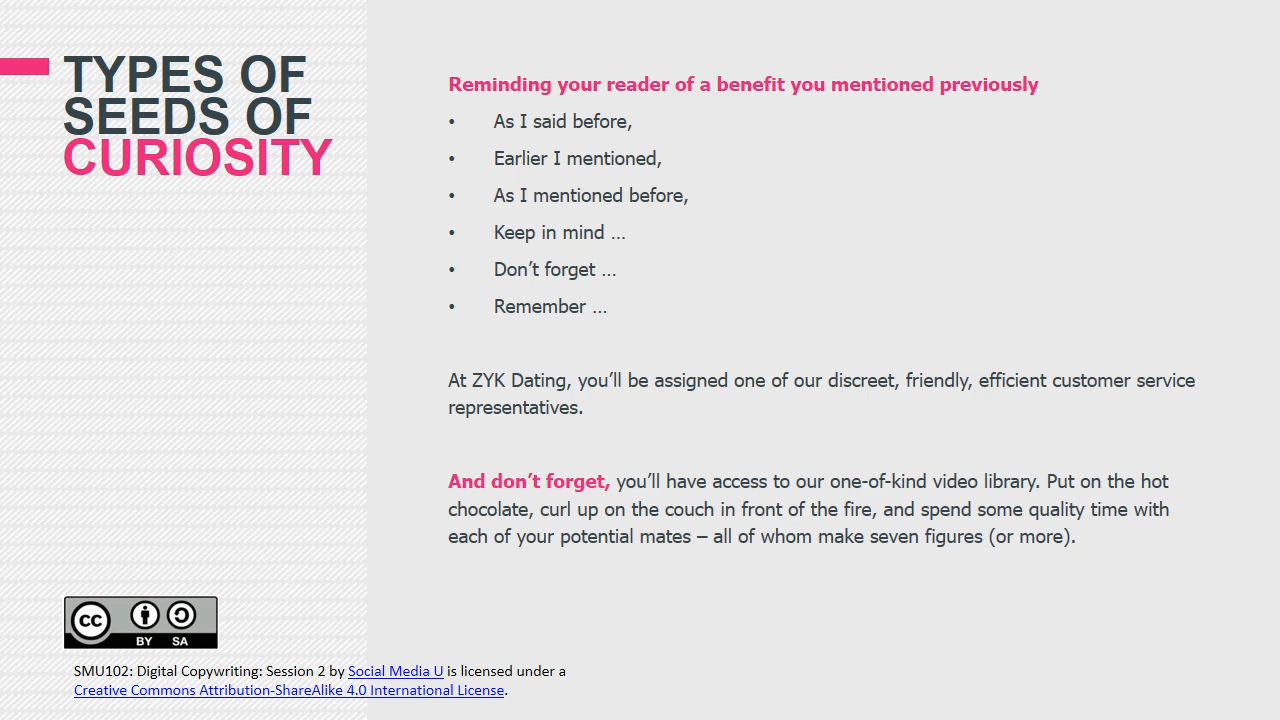 TYPES OF
SEEDS OF
CURIOSITY
Reminding your reader of a benefit you mentioned previously
• As I said before,
• Earlier I mentioned,
• As I mentioned before,
• Keep in mind …
• Don’t forget …
• Remember …
At ZYK Dating, you’ll be assigned one of our discreet, friendly, efficient customer service
representatives.
And don’t forget, you’ll have access to our one-of-kind video library. Put on the hot
chocolate, curl up on the couch in front of the fire, and spend some quality time with
each of your potential mates – all of whom make seven figures (or more).
CC
BY SA
SMU102: Digital Copywriting: Session 2 by Social Media U is licensed under a
Creative Commons Attribution-ShareAlike 4.0 International License.